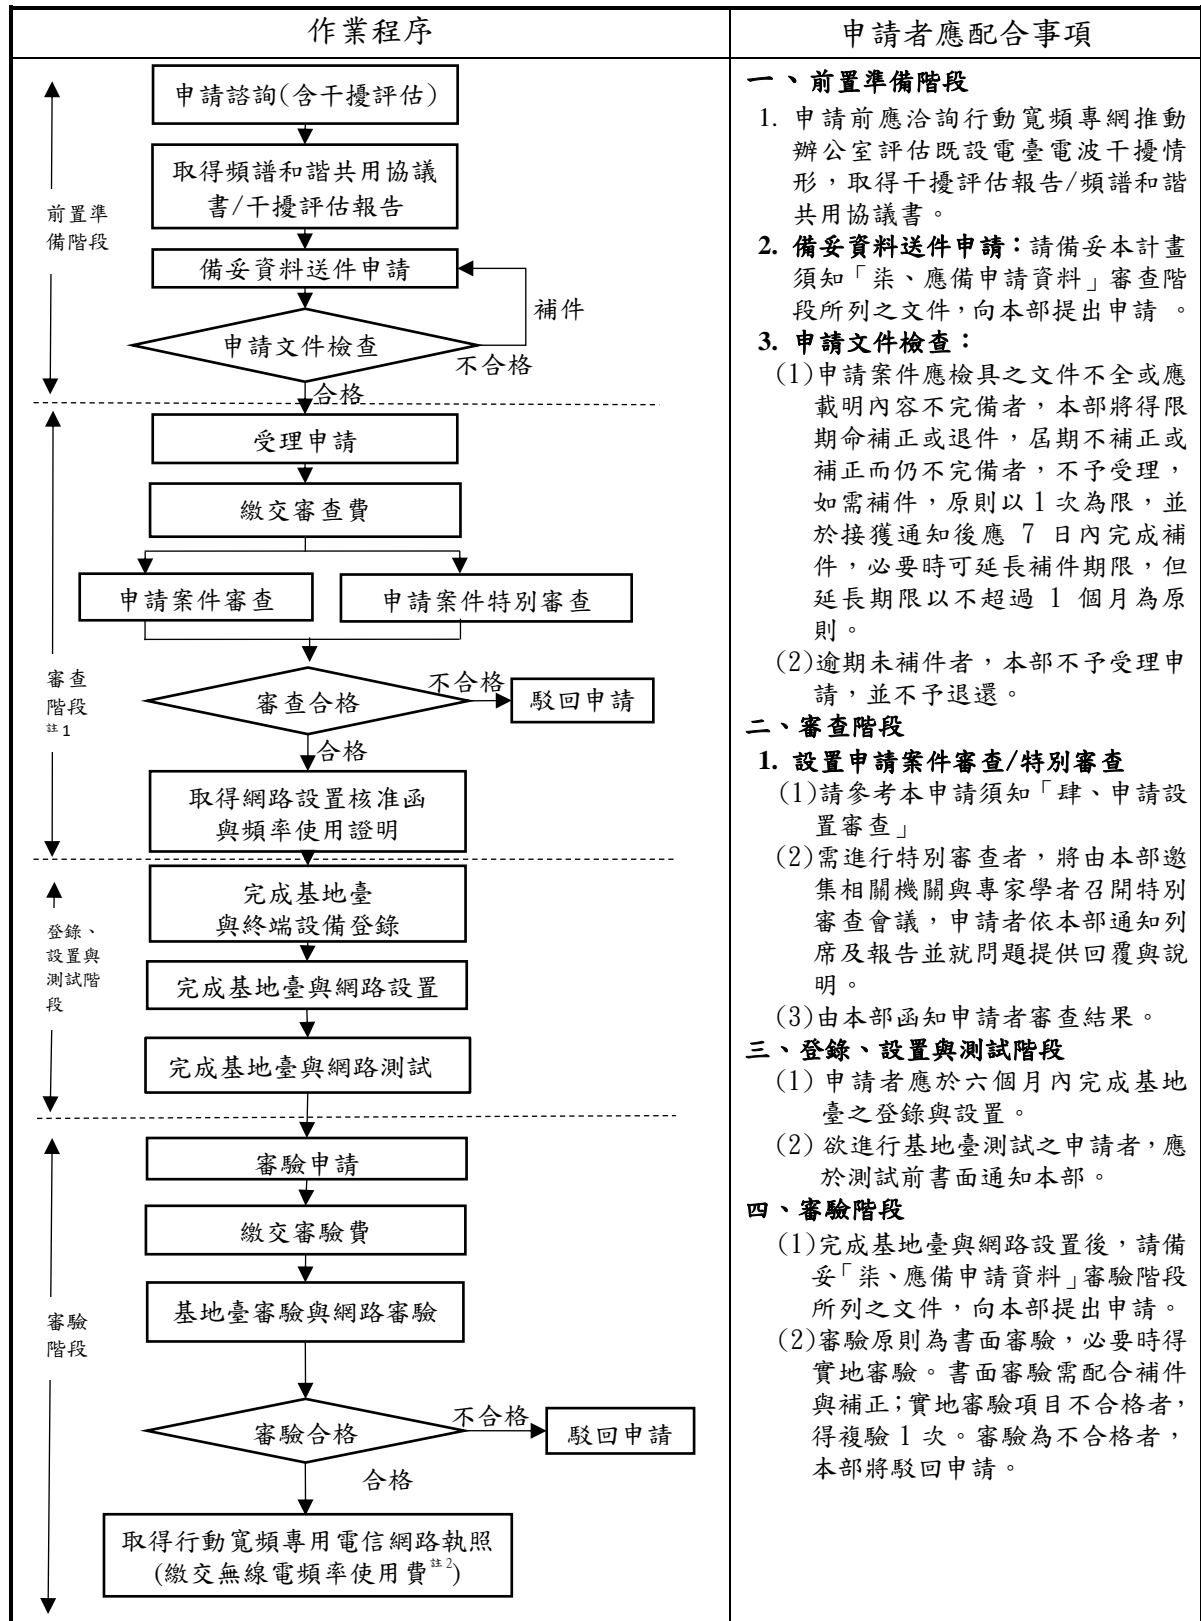 作業程序
申請諮詢(含干擾評估)
取得頻譜和諧共用協議
書/干擾評估報告
前置準
備階段
備妥資料送件申請
補件
申請文件檢查
不合格
合格
受理申請
繳交審查費
申請案件審查
申請案件特別審查
審查
階段
註1
審查合格
不合格
駁回申請
合格
取得網路設置核准函
與頻率使用證明
完成基地臺
與終端設備登錄
登錄、
設置與
測試階
段
完成基地臺與網路設置
完成基地臺與網路測試
審驗申請
繳交審驗費
基地臺審驗與網路審驗
審驗
階段
審驗合格
不合格
駁回申請
合格
取得行動寬頻專用電信網路執照
(繳交無線電頻率使用費註2)
申請者應配合事項
一、前置準備階段
1. 申請前應洽詢行動寬頻專網推動
辦公室評估既設電臺電波干擾情
形，取得干擾評估報告/頻譜和諧
共用協議書。
2. 備妥資料送件申請：請備妥本計畫
須知「柒、應備申請資料」審查階
段所列之文件，向本部提出申請 。
3. 申請文件檢查：
(1)申請案件應檢具之文件不全或應
載明內容不完備者，本部將得限
期命補正或退件，屆期不補正或
補正而仍不完備者，不予受理，
如需補件，原則以 1 次為限，並
於接獲通知後應 7 日內完成補
件，必要時可延長補件期限，但
延長期限以不超過 1 個月為原
則。
(2)逾期未補件者，本部不予受理申
請，並不予退還。
二、審查階段
1. 設置申請案件審查/特別審查
(1)請參考本申請須知「肆、申請設
置審查」
(2)需進行特別審查者，將由本部邀
集相關機關與專家學者召開特別
審查會議，申請者依本部通知列
席及報告並就問題提供回覆與說
明。
(3)由本部函知申請者審查結果。
三、登錄、設置與測試階段
(1) 申請者應於六個月內完成基地
臺之登錄與設置。
(2) 欲進行基地臺測試之申請者，應
於測試前書面通知本部。
四、審驗階段
(1)完成基地臺與網路設置後，請備
妥「柒、應備申請資料」審驗階段
所列之文件，向本部提出申請。
(2)審驗原則為書面審驗，必要時得
實地審驗。書面審驗需配合補件
與補正；實地審驗項目不合格者，
得複驗 1 次。審驗為不合格者，
本部將駁回申請。